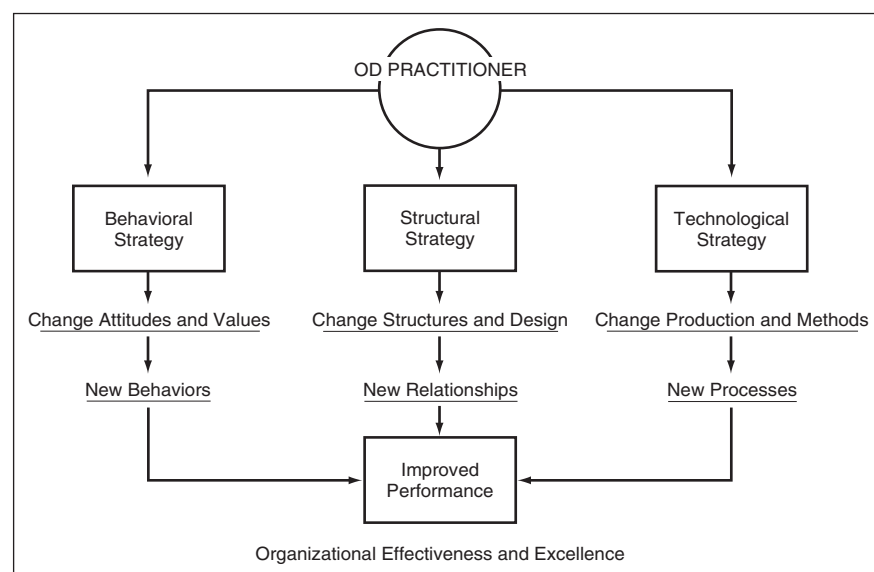 OD PRACTITIONER
Behavioral
Strategy
Structural
Strategy
Technological
Strategy
Change Attitudes and Values
Change Structures and Design
Change Production and Methods
New Behaviors
New Relationships
New Processes
Improved
Performance
Organizational Effectiveness and Excellence